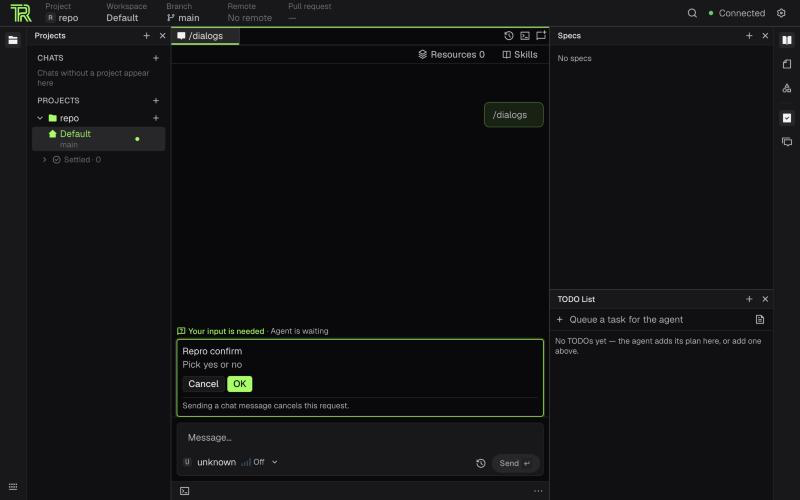 TR
Project
R repo
Workspace
Default
Branch
main
Remote
No remote
Pull request
—
Connected
Projects
CHATS
Chats without a project appear
here
PROJECTS
repo
Default
main
Settled · 0
/dialogs
Resources 0
Skills
/dialogs
Your input is needed · Agent is waiting
Repro confirm
Pick yes or no
Cancel OK
Sending a chat message cancels this request.
Message...
U unknown Off
Send
Specs
No specs
TODO List
Queue a task for the agent
No TODOs yet — the agent adds its plan here, or add one
above.